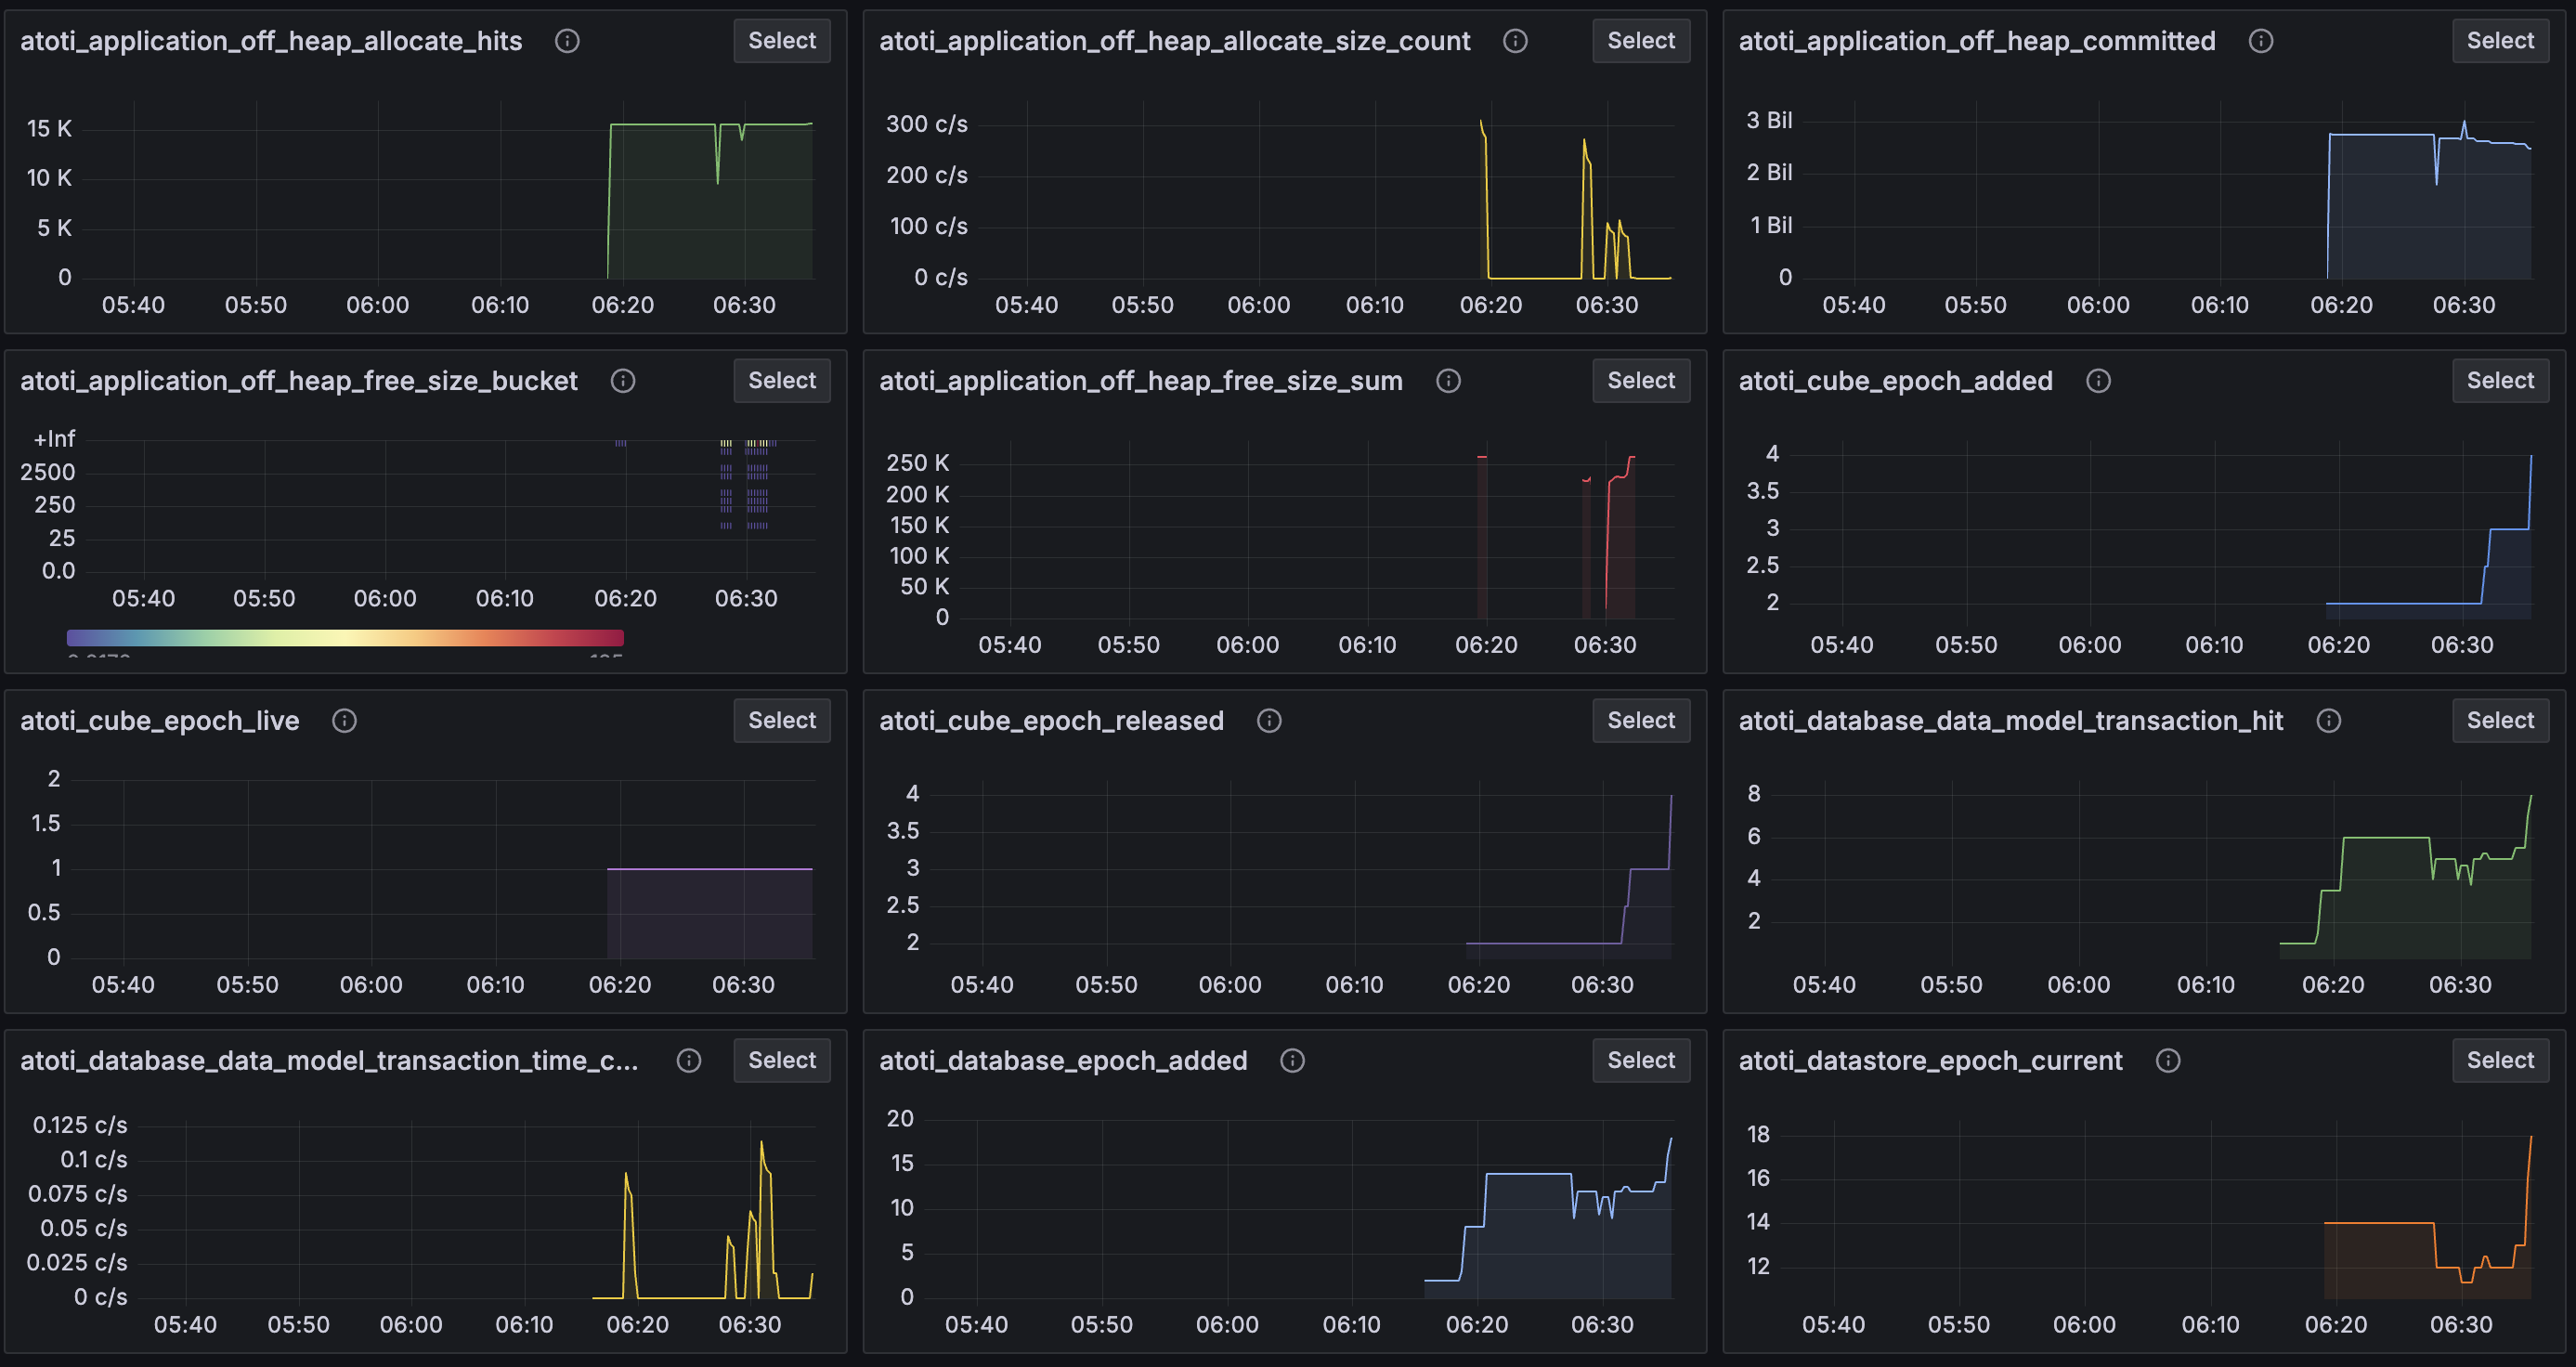 atoti_application_off_heap_allocate_hits
Select
15 K
10 K
5 K
0
05:40 05:50 06:00 06:10 06:20 06:30
atoti_application_off_heap_allocate_size_count
Select
300 c/s
200 c/s
100 c/s
0 c/s
05:40 05:50 06:00 06:10 06:20 06:30
atoti_application_off_heap_committed
Select
3 Bil
2 Bil
1 Bil
0
05:40 05:50 06:00 06:10 06:20 06:30
atoti_application_off_heap_free_size_bucket
Select
+Inf
2500
250
25
0.0
05:40 05:50 06:00 06:10 06:20 06:30
atoti_application_off_heap_free_size_sum
Select
250 K
200 K
150 K
100 K
50 K
0
05:40 05:50 06:00 06:10 06:20 06:30
atoti_cube_epoch_added
Select
4
3.5
3
2.5
2
05:40 05:50 06:00 06:10 06:20 06:30
atoti_cube_epoch_live
Select
2
1.5
1
0.5
0
05:40 05:50 06:00 06:10 06:20 06:30
atoti_cube_epoch_released
Select
4
3.5
3
2.5
2
05:40 05:50 06:00 06:10 06:20 06:30
atoti_database_data_model_transaction_hit
Select
8
6
4
2
05:40 05:50 06:00 06:10 06:20 06:30
atoti_database_data_model_transaction_time_c...
Select
0.125 c/s
0.1 c/s
0.075 c/s
0.05 c/s
0.025 c/s
0 c/s
05:40 05:50 06:00 06:10 06:20 06:30
atoti_database_epoch_added
Select
20
15
10
5
0
05:40 05:50 06:00 06:10 06:20 06:30
atoti_datastore_epoch_current
Select
18
16
14
12
05:40 05:50 06:00 06:10 06:20 06:30